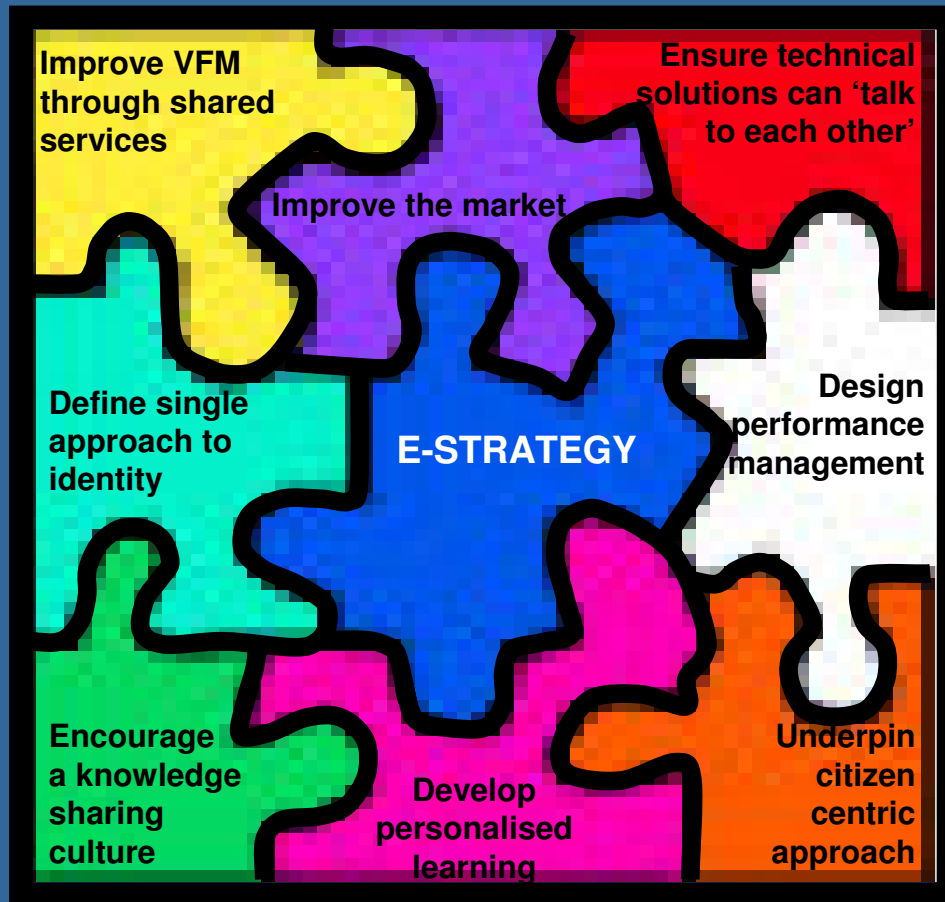 Improve VFM
through shared
services
Improve the market
Ensure technical
solutions can ‘talk
to each other’
Define single
approach to
identity
E-STRATEGY
Design
performance
management
Encourage
a knowledge
sharing
culture
Develop
personalised
learning
Underpin
citizen
centric
approach